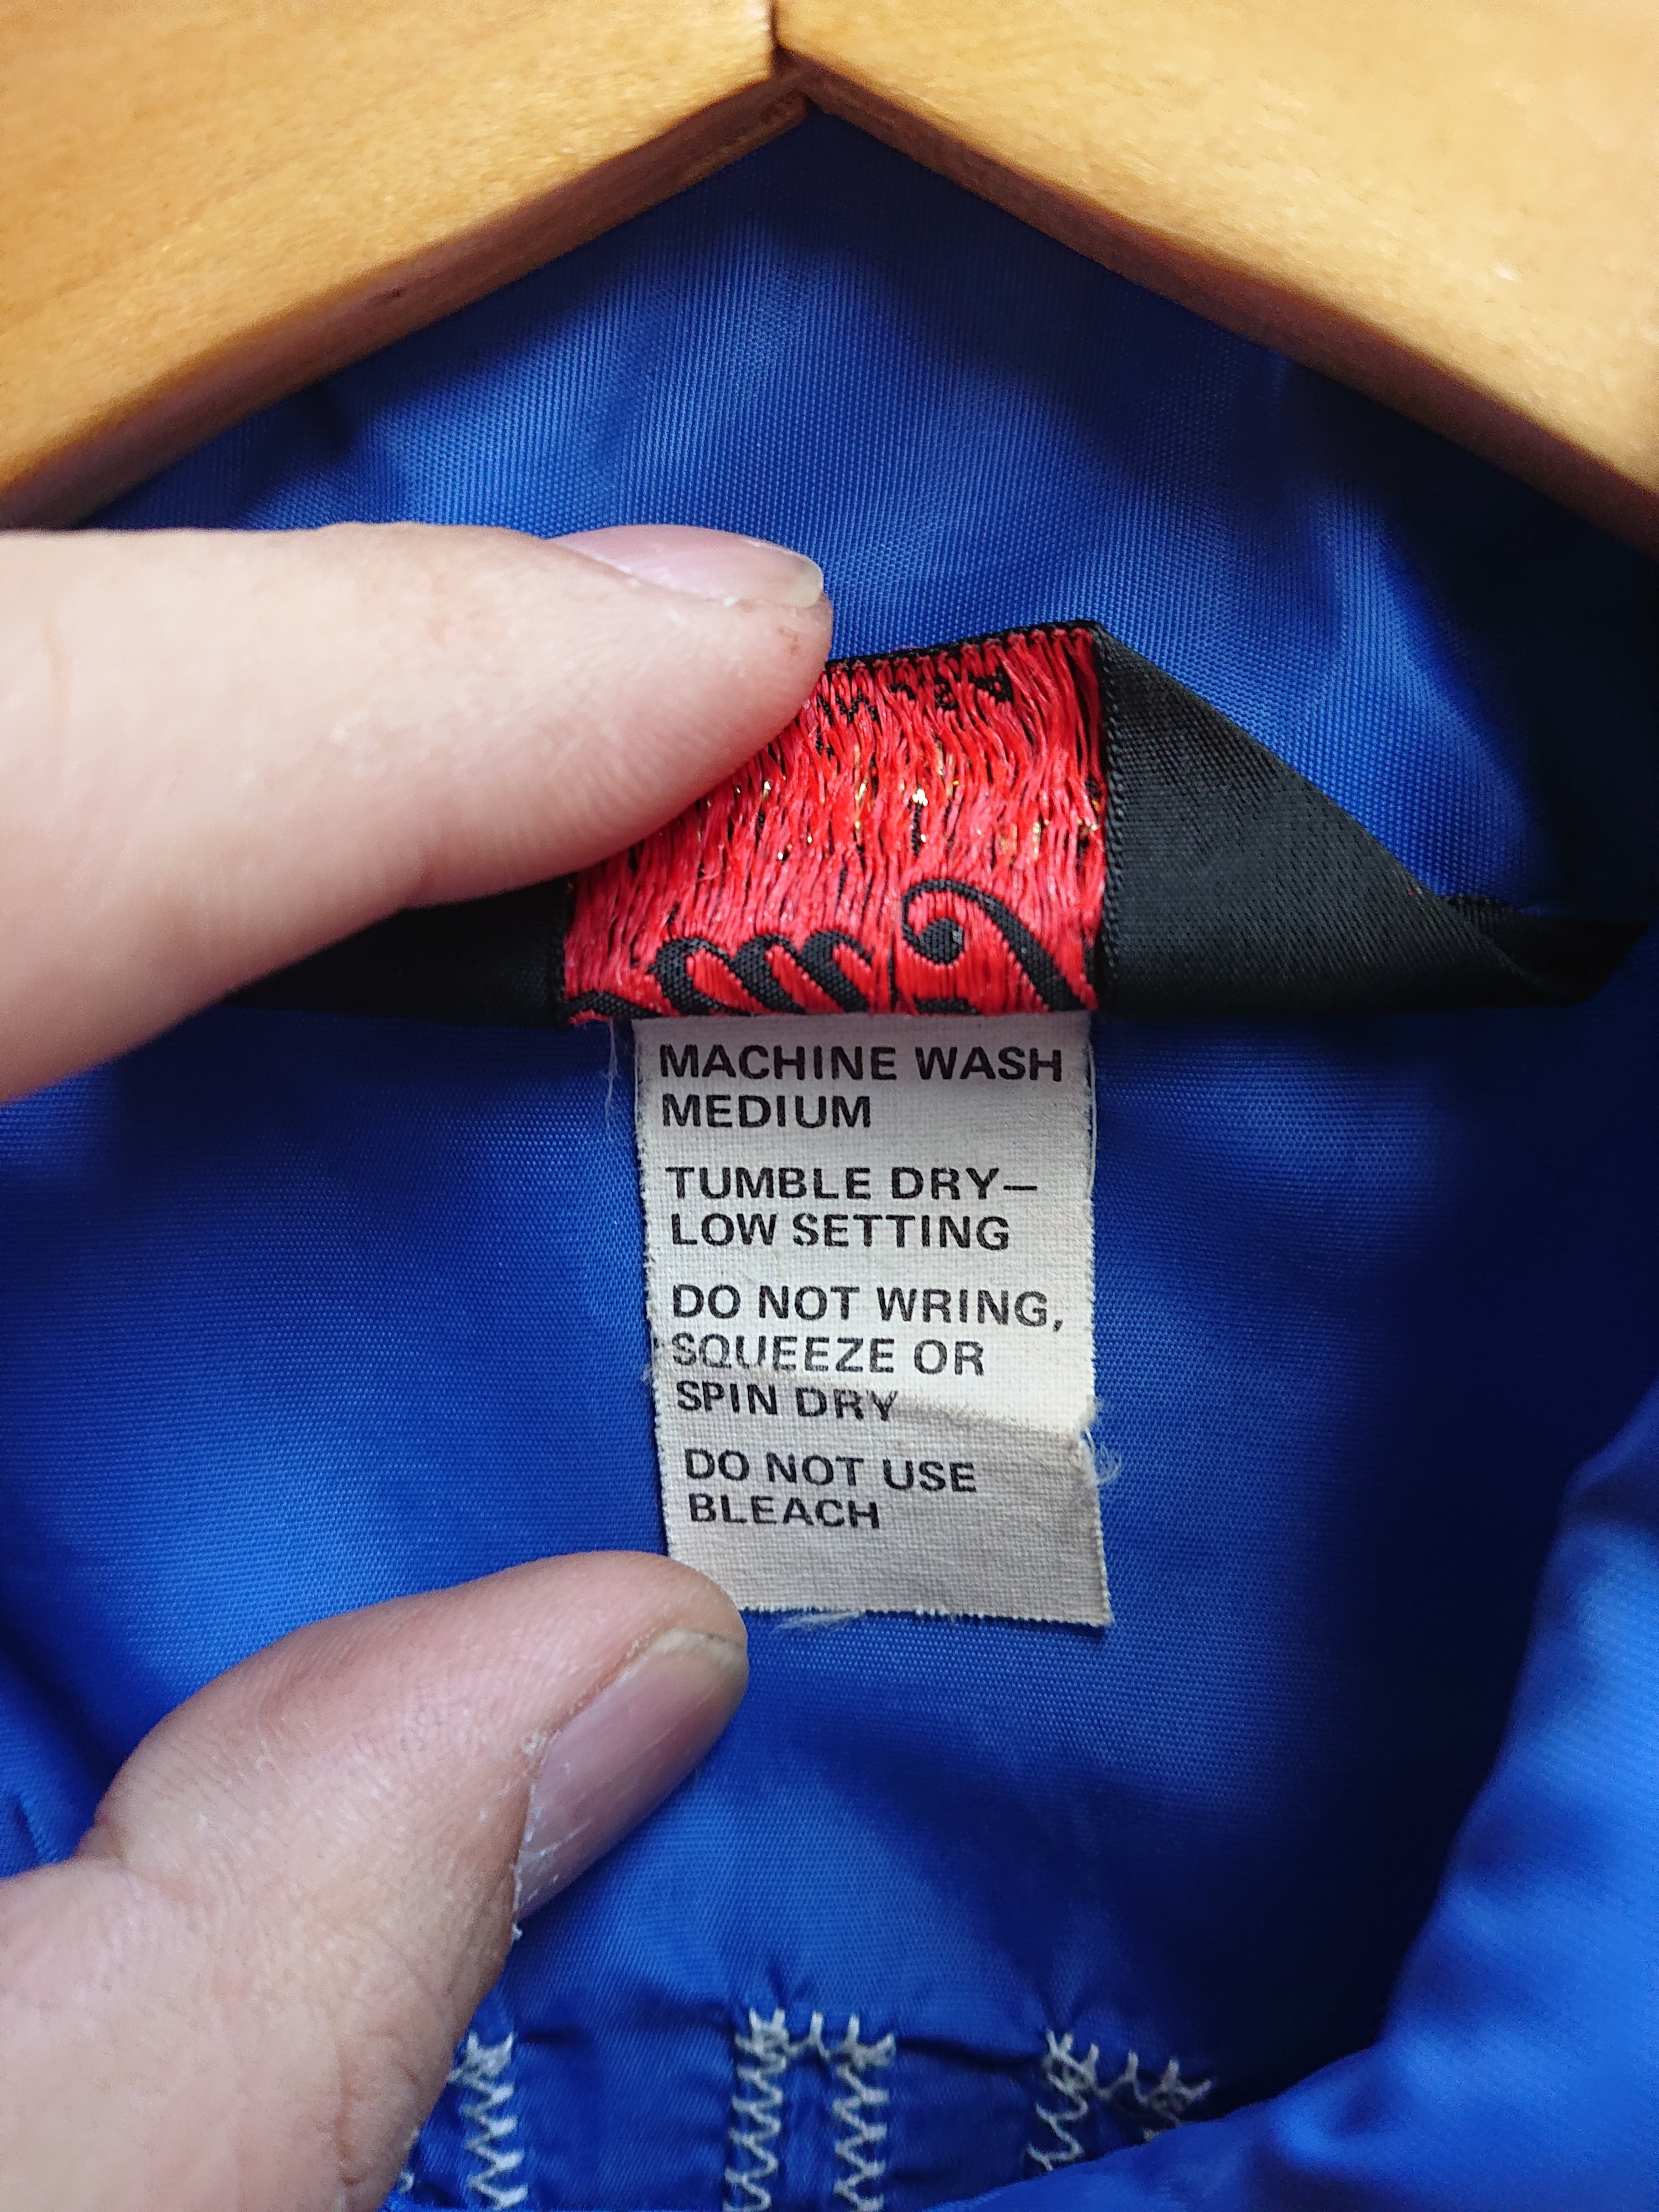 MACHINE WASH
MEDIUM
TUMBLE DRY—
LOW SETTING
DO NOT WRING,
SQUEEZE OR
SPIN DRY
DO NOT USE
BLEACH